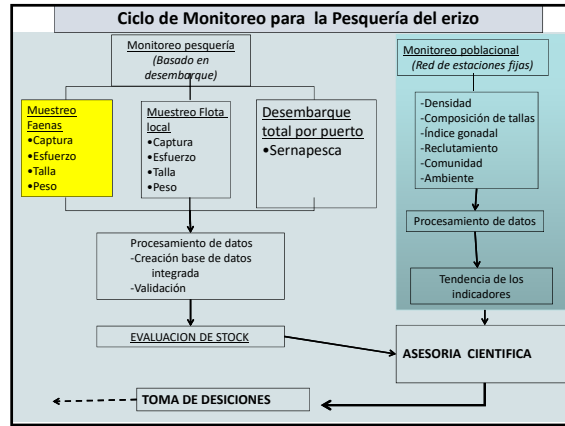 Ciclo de Monitoreo para la Pesquería del erizo
Monitoreo pesquería
(Basado en
desembarque)
Muestreo
Faenas
•Captura
•Esfuerzo
•Talla
•Peso
Muestreo Flota
local
•Captura
•Esfuerzo
•Talla
•Peso
Desembarque
total por puerto
•Sernapesca
Procesamiento de datos
-Creación base de datos
integrada
-Validación
EVALUACION DE STOCK
Monitoreo poblacional
(Red de estaciones fijas)
-Densidad
-Composición de tallas
-Índice gonadal
-Reclutamiento
-Comunidad
-Ambiente
Procesamiento de datos
Tendencia de los
indicadores
ASESORIA CIENTIFICA
TOMA DE DESICIONES